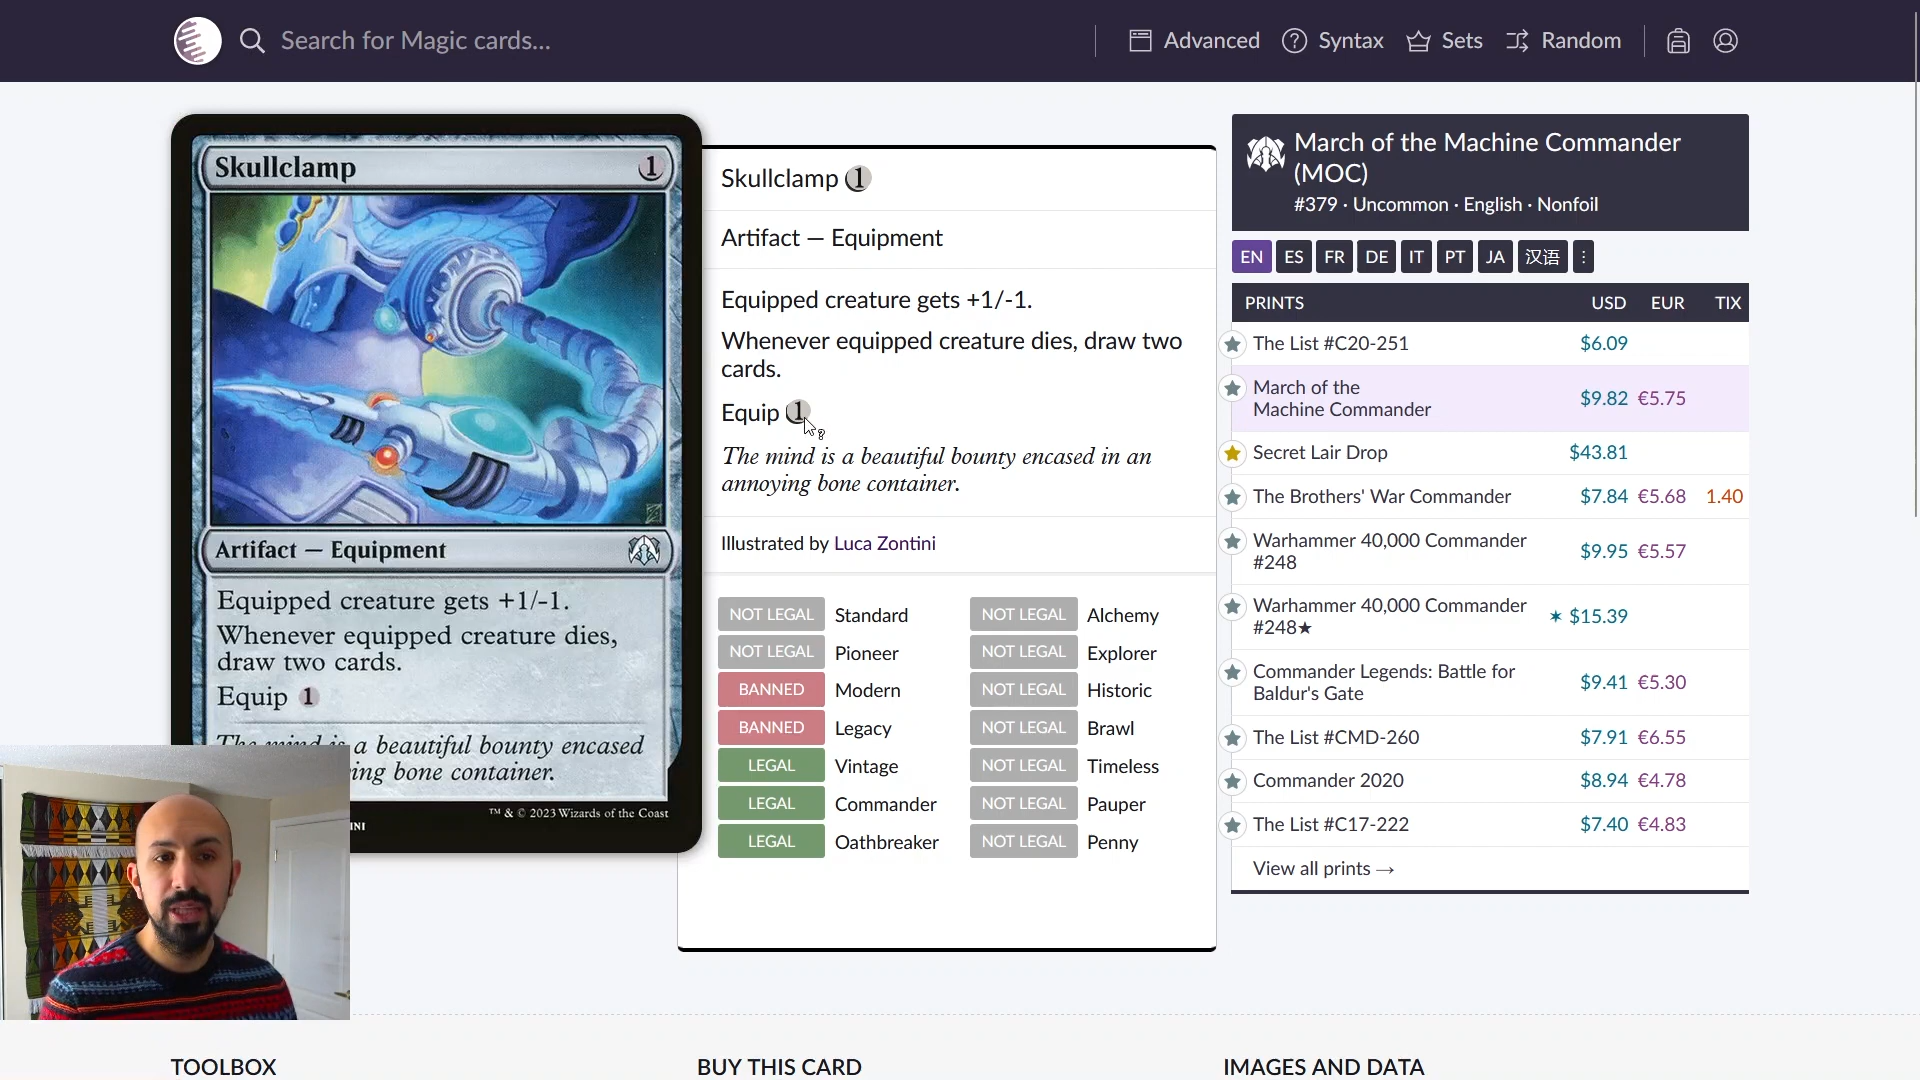 Search for Magic cards...
Advanced
Syntax
Sets
Random
Skullclamp 1
Artifact — Equipment
Equipped creature gets +1/-1.
Whenever equipped creature dies,
draw two cards.
Equip 1
The mind is a beautiful bounty encased
ing bone container.
™ & © 2023 Wizards of the Coast
INI
Skullclamp 1
Artifact — Equipment
Equipped creature gets +1/-1.
Whenever equipped creature dies, draw two
cards.
Equip 1
The mind is a beautiful bounty encased in an
annoying bone container.
Illustrated by Luca Zontini
NOT LEGAL Standard NOT LEGAL Alchemy
NOT LEGAL Pioneer NOT LEGAL Explorer
BANNED Modern NOT LEGAL Historic
BANNED Legacy NOT LEGAL Brawl
LEGAL Vintage NOT LEGAL Timeless
LEGAL Commander NOT LEGAL Pauper
LEGAL Oathbreaker NOT LEGAL Penny
March of the Machine Commander
(MOC)
#379 · Uncommon · English · Nonfoil
EN ES FR DE IT PT JA 汉语
PRINTS USD EUR TIX
The List #C20-251 $6.09
March of the
Machine Commander $9.82 €5.75
Secret Lair Drop $43.81
The Brothers' War Commander $7.84 €5.68 1.40
Warhammer 40,000 Commander
#248 $9.95 €5.57
Warhammer 40,000 Commander
#248★ ✶ $15.39
Commander Legends: Battle for
Baldur's Gate $9.41 €5.30
The List #CMD-260 $7.91 €6.55
Commander 2020 $8.94 €4.78
The List #C17-222 $7.40 €4.83
View all prints →
TOOLBOX
BUY THIS CARD
IMAGES AND DATA